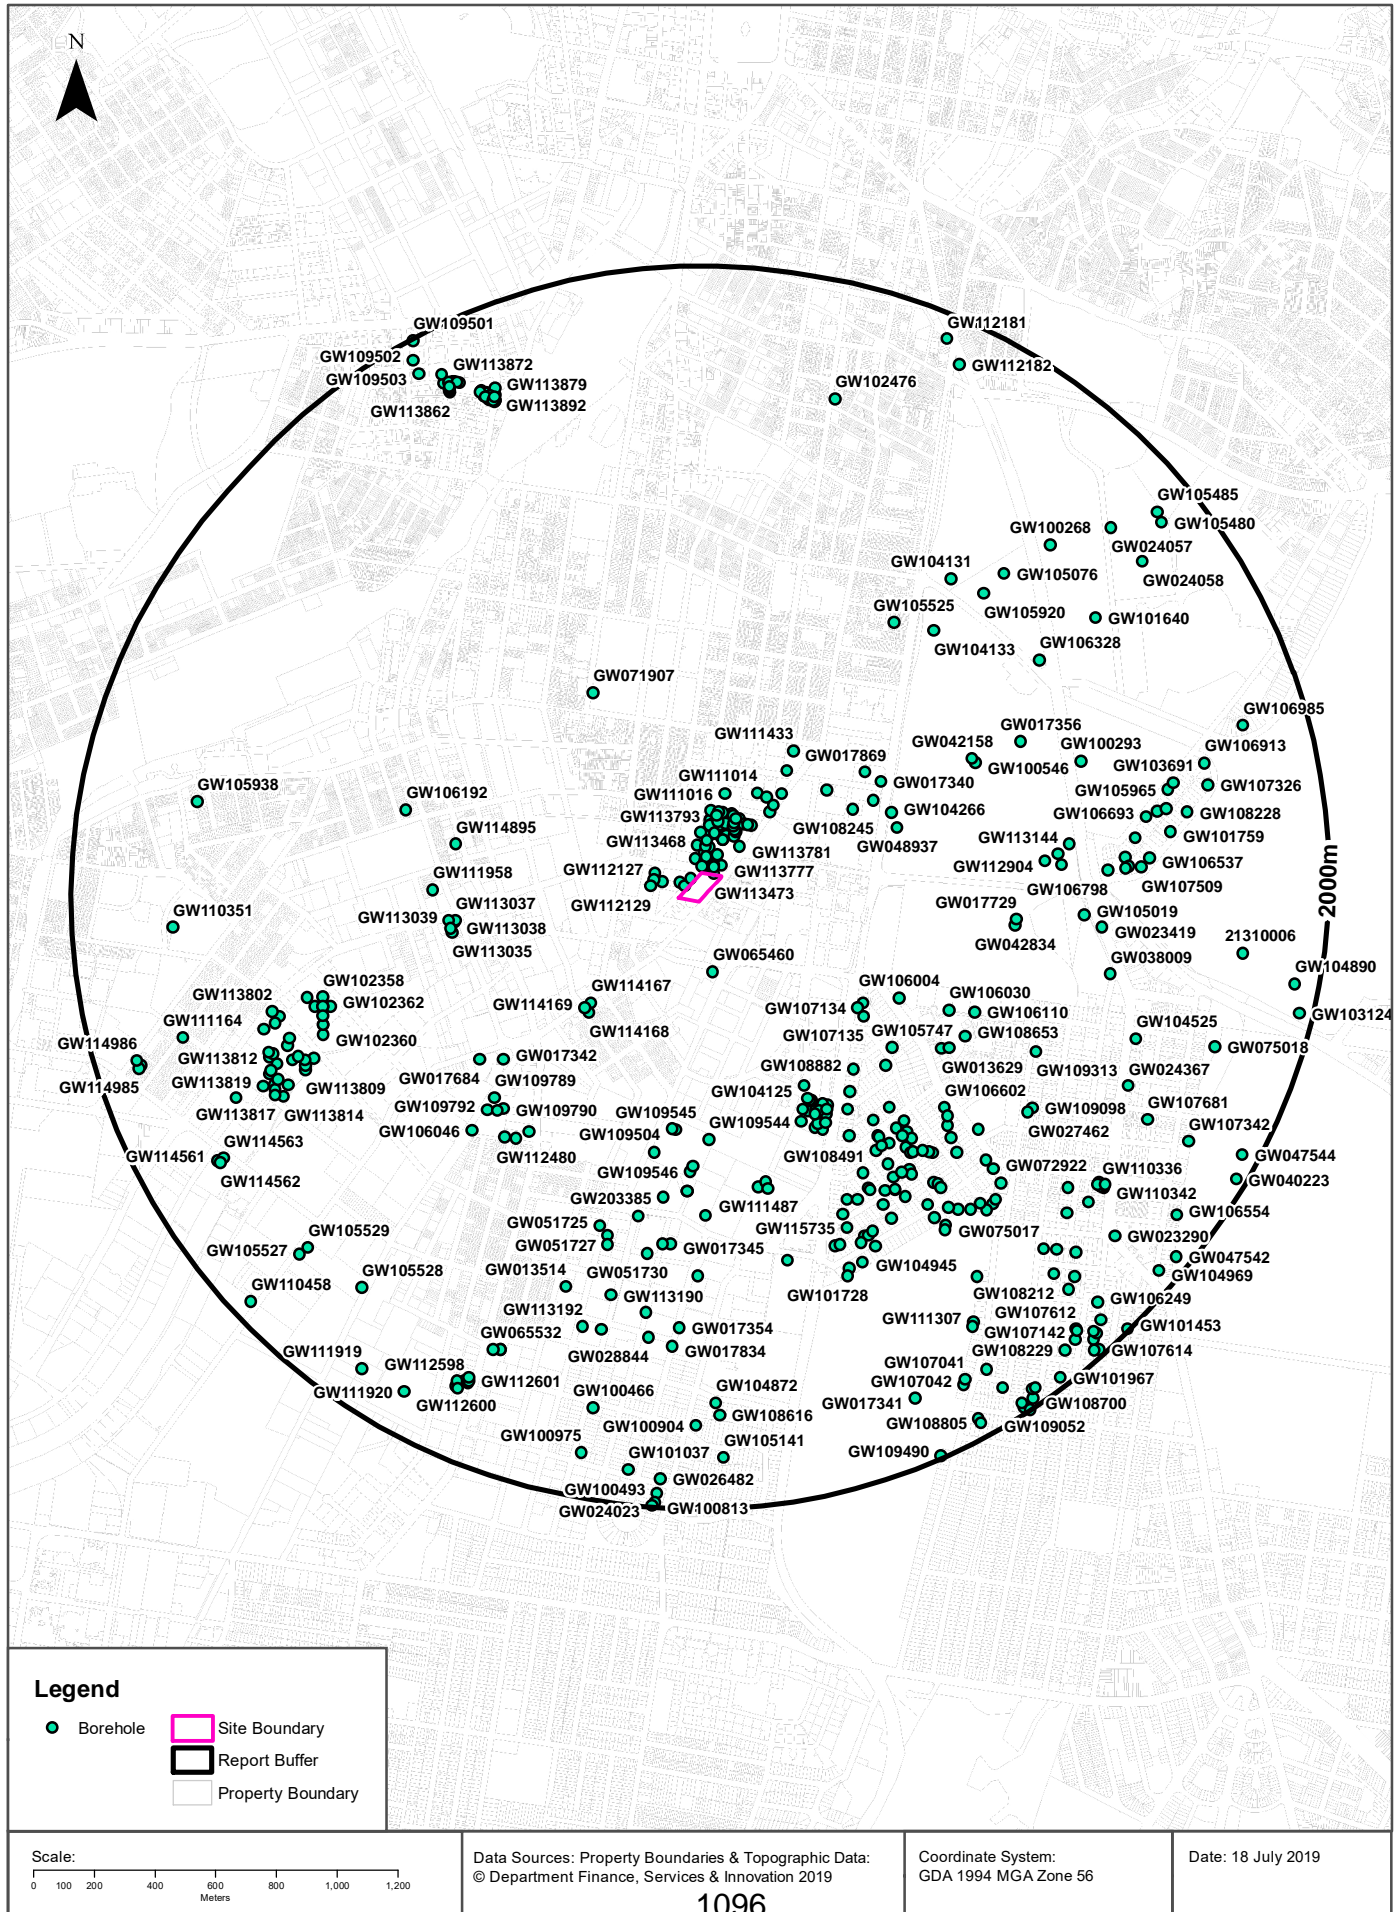 N
GW109501
GW112181
GW109502
GW113872
GW112182
GW109503
GW113879
GW102476
GW113862
GW113892
GW105485
GW100268
GW105480
GW024057
GW104131
GW105076
GW024058
GW105525
GW105920
GW101640
GW104133
GW106328
GW071907
GW106985
GW111433
GW017356
GW042158
GW100293
GW106913
GW017869
GW103691
GW111014
GW100546
GW105938
GW017340
GW107326
GW111016
GW105965
GW106192
GW113793
GW104266
GW106693
GW108228
GW108245
GW114895
GW113468
GW113144
GW101759
GW048937
GW113781
GW112127
GW113777
GW112904
GW106537
GW111958
GW107509
GW112129
GW113473
GW106798
GW113037
GW017729
GW110351
GW113039
GW105019
GW113038
GW023419
GW042834
GW113035
21310006
2000m
GW065460
GW038009
GW104890
GW102358
GW114167
GW106004
GW113802
GW102362
GW114169
GW107134
GW106030
GW103124
GW111164
GW106110
GW114168
GW107135
GW105747
GW108653
GW104525
GW102360
GW114986
GW075018
GW113812
GW017342
GW108882
GW013629
GW109313
GW017684
GW109789
GW024367
GW114985
GW113819
GW113809
GW104125
GW106602
GW113817
GW113814
GW109792
GW109790
GW109545
GW109098
GW107681
GW109544
GW106046
GW109504
GW027462
GW107342
GW114563
GW112480
GW108491
GW114561
GW109546
GW072922
GW110336
GW047544
GW114562
GW110342
GW040223
GW203385
GW111487
GW106554
GW051725
GW115735
GW075017
GW105529
GW023290
GW105527
GW051727
GW017345
GW047542
GW105528
GW013514
GW051730
GW104945
GW104969
GW110458
GW101728
GW108212
GW113192
GW113190
GW106249
GW111307
GW107612
GW065532
GW017354
GW101453
GW107142
GW111919
GW028844
GW017834
GW108229
GW107614
GW112598
GW107041
GW111920
GW112601
GW107042
GW101967
GW112600
GW100466
GW104872
GW017341
GW108700
GW100904
GW108616
GW108805
GW109052
GW100975
GW101037
GW105141
GW109490
GW026482
GW100493
GW024023
GW100813
Legend
Borehole
Site Boundary
Report Buffer
Property Boundary
Scale:
0 100 200 400 600 800 1,000 1,200
Meters
Data Sources: Property Boundaries & Topographic Data:
© Department Finance, Services & Innovation 2019
1096
Coordinate System:
GDA 1994 MGA Zone 56
Date: 18 July 2019